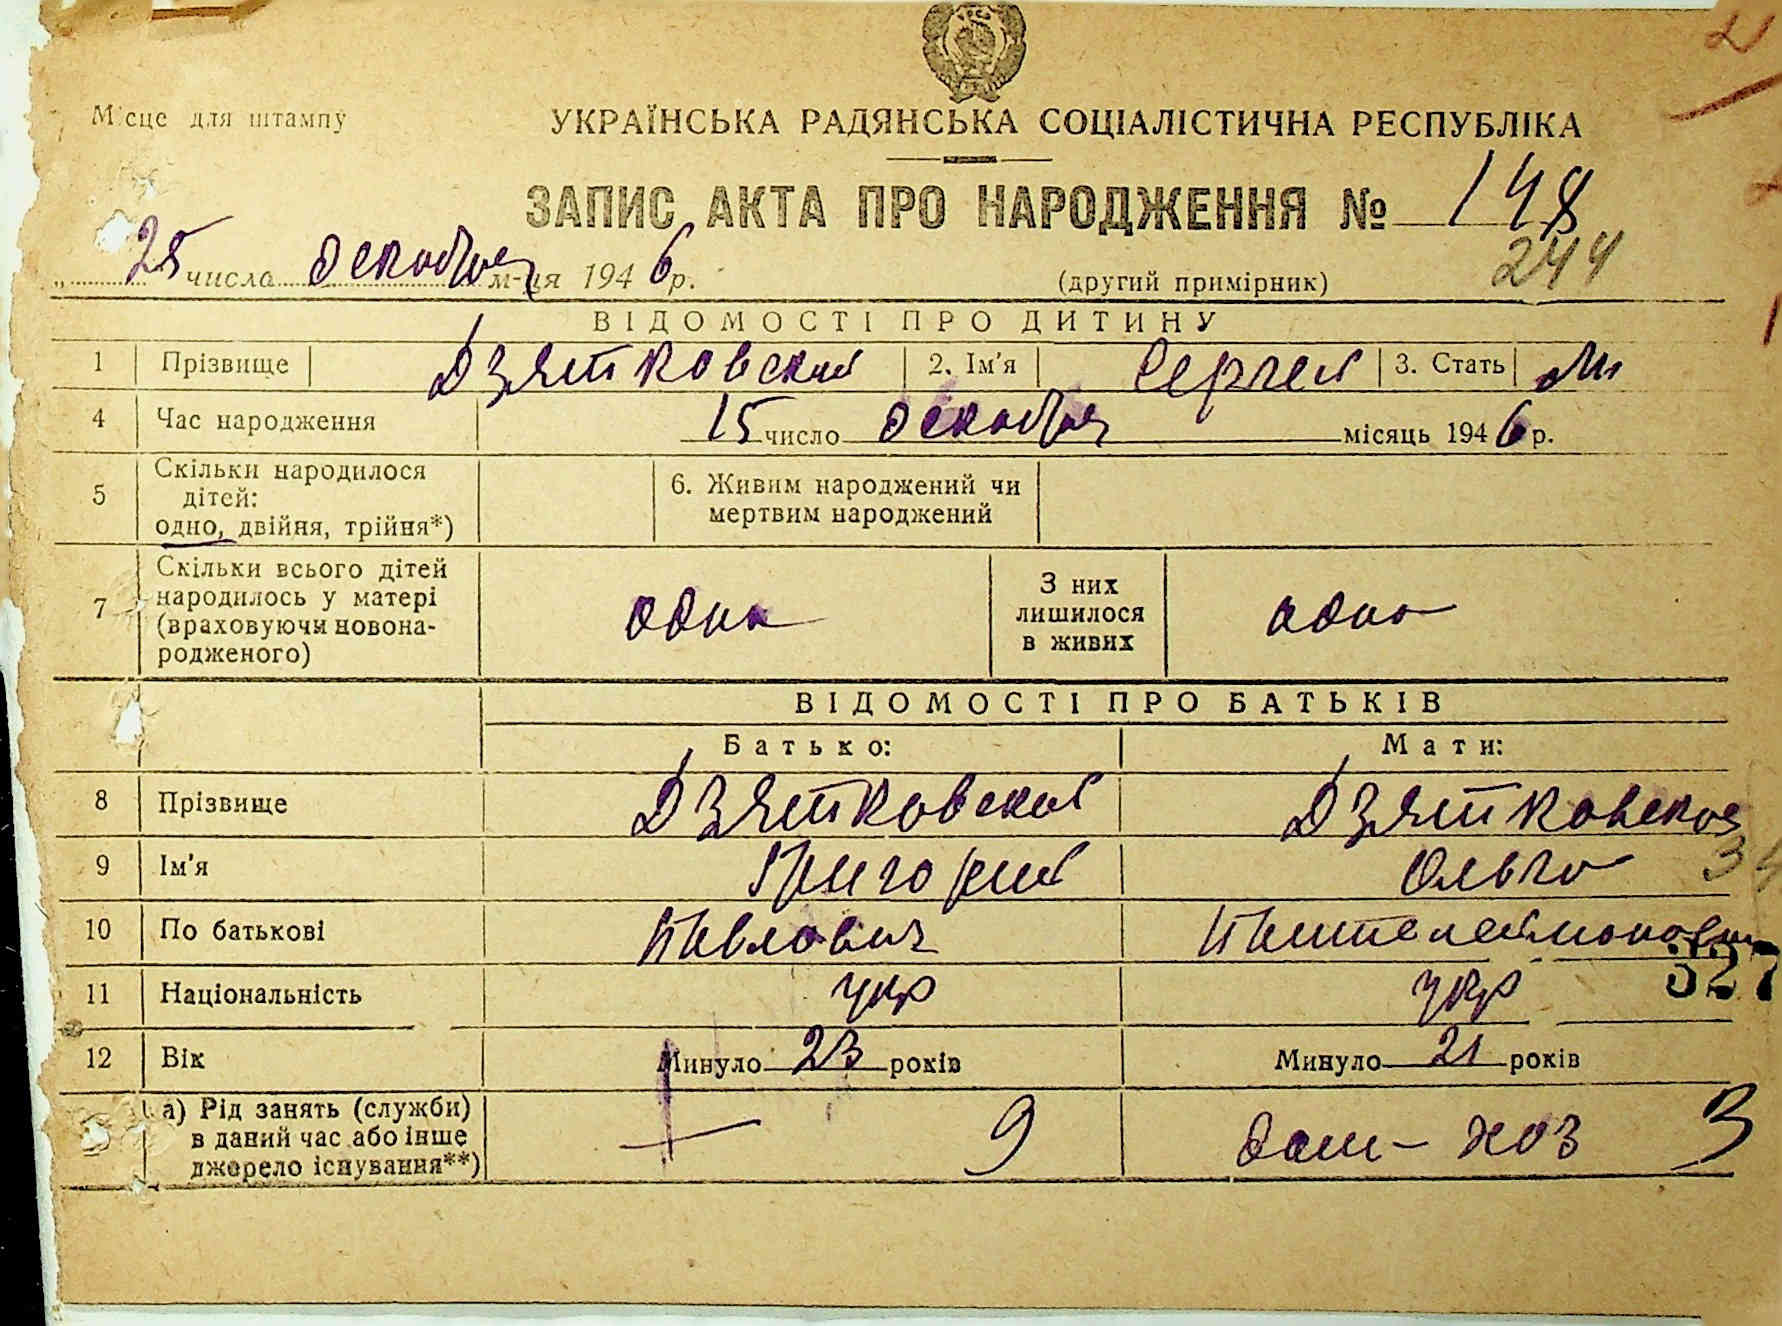 Місце для штампу
УКРАЇНСЬКА РАДЯНСЬКА СОЦІАЛІСТИЧНА РЕСПУБЛІКА
ЗАПИС АКТА ПРО НАРОДЖЕННЯ № 148
244
„ 25 числа декабря м-ця 1946 р.
(другий примірник)
ВІДОМОСТІ ПРО ДИТИНУ
1 Прізвище Дзятковский 2. Ім'я Сергей 3. Стать М
4 Час народження 15 число декабря місяць 1946 р.
5 Скільки народилося дітей: одно, двійня, трійня*) 6. Живим народжений чи мертвим народжений
7 Скільки всього дітей народилось у матері (враховуючи новонародженого) одна З них лишилося в живих одно
ВІДОМОСТІ ПРО БАТЬКІВ
Батько: Мати:
8 Прізвище Дзятковский Дзятковская
9 Ім'я Григорий Ольга
34
10 По батькові Павлович Пантелеймоновн
327
11 Національність укр укр
12 Вік Минуло 23 років Минуло 21 років
а) Рід занять (служби) в даний час або інше джерело існування**) — 9 дом-хоз 3